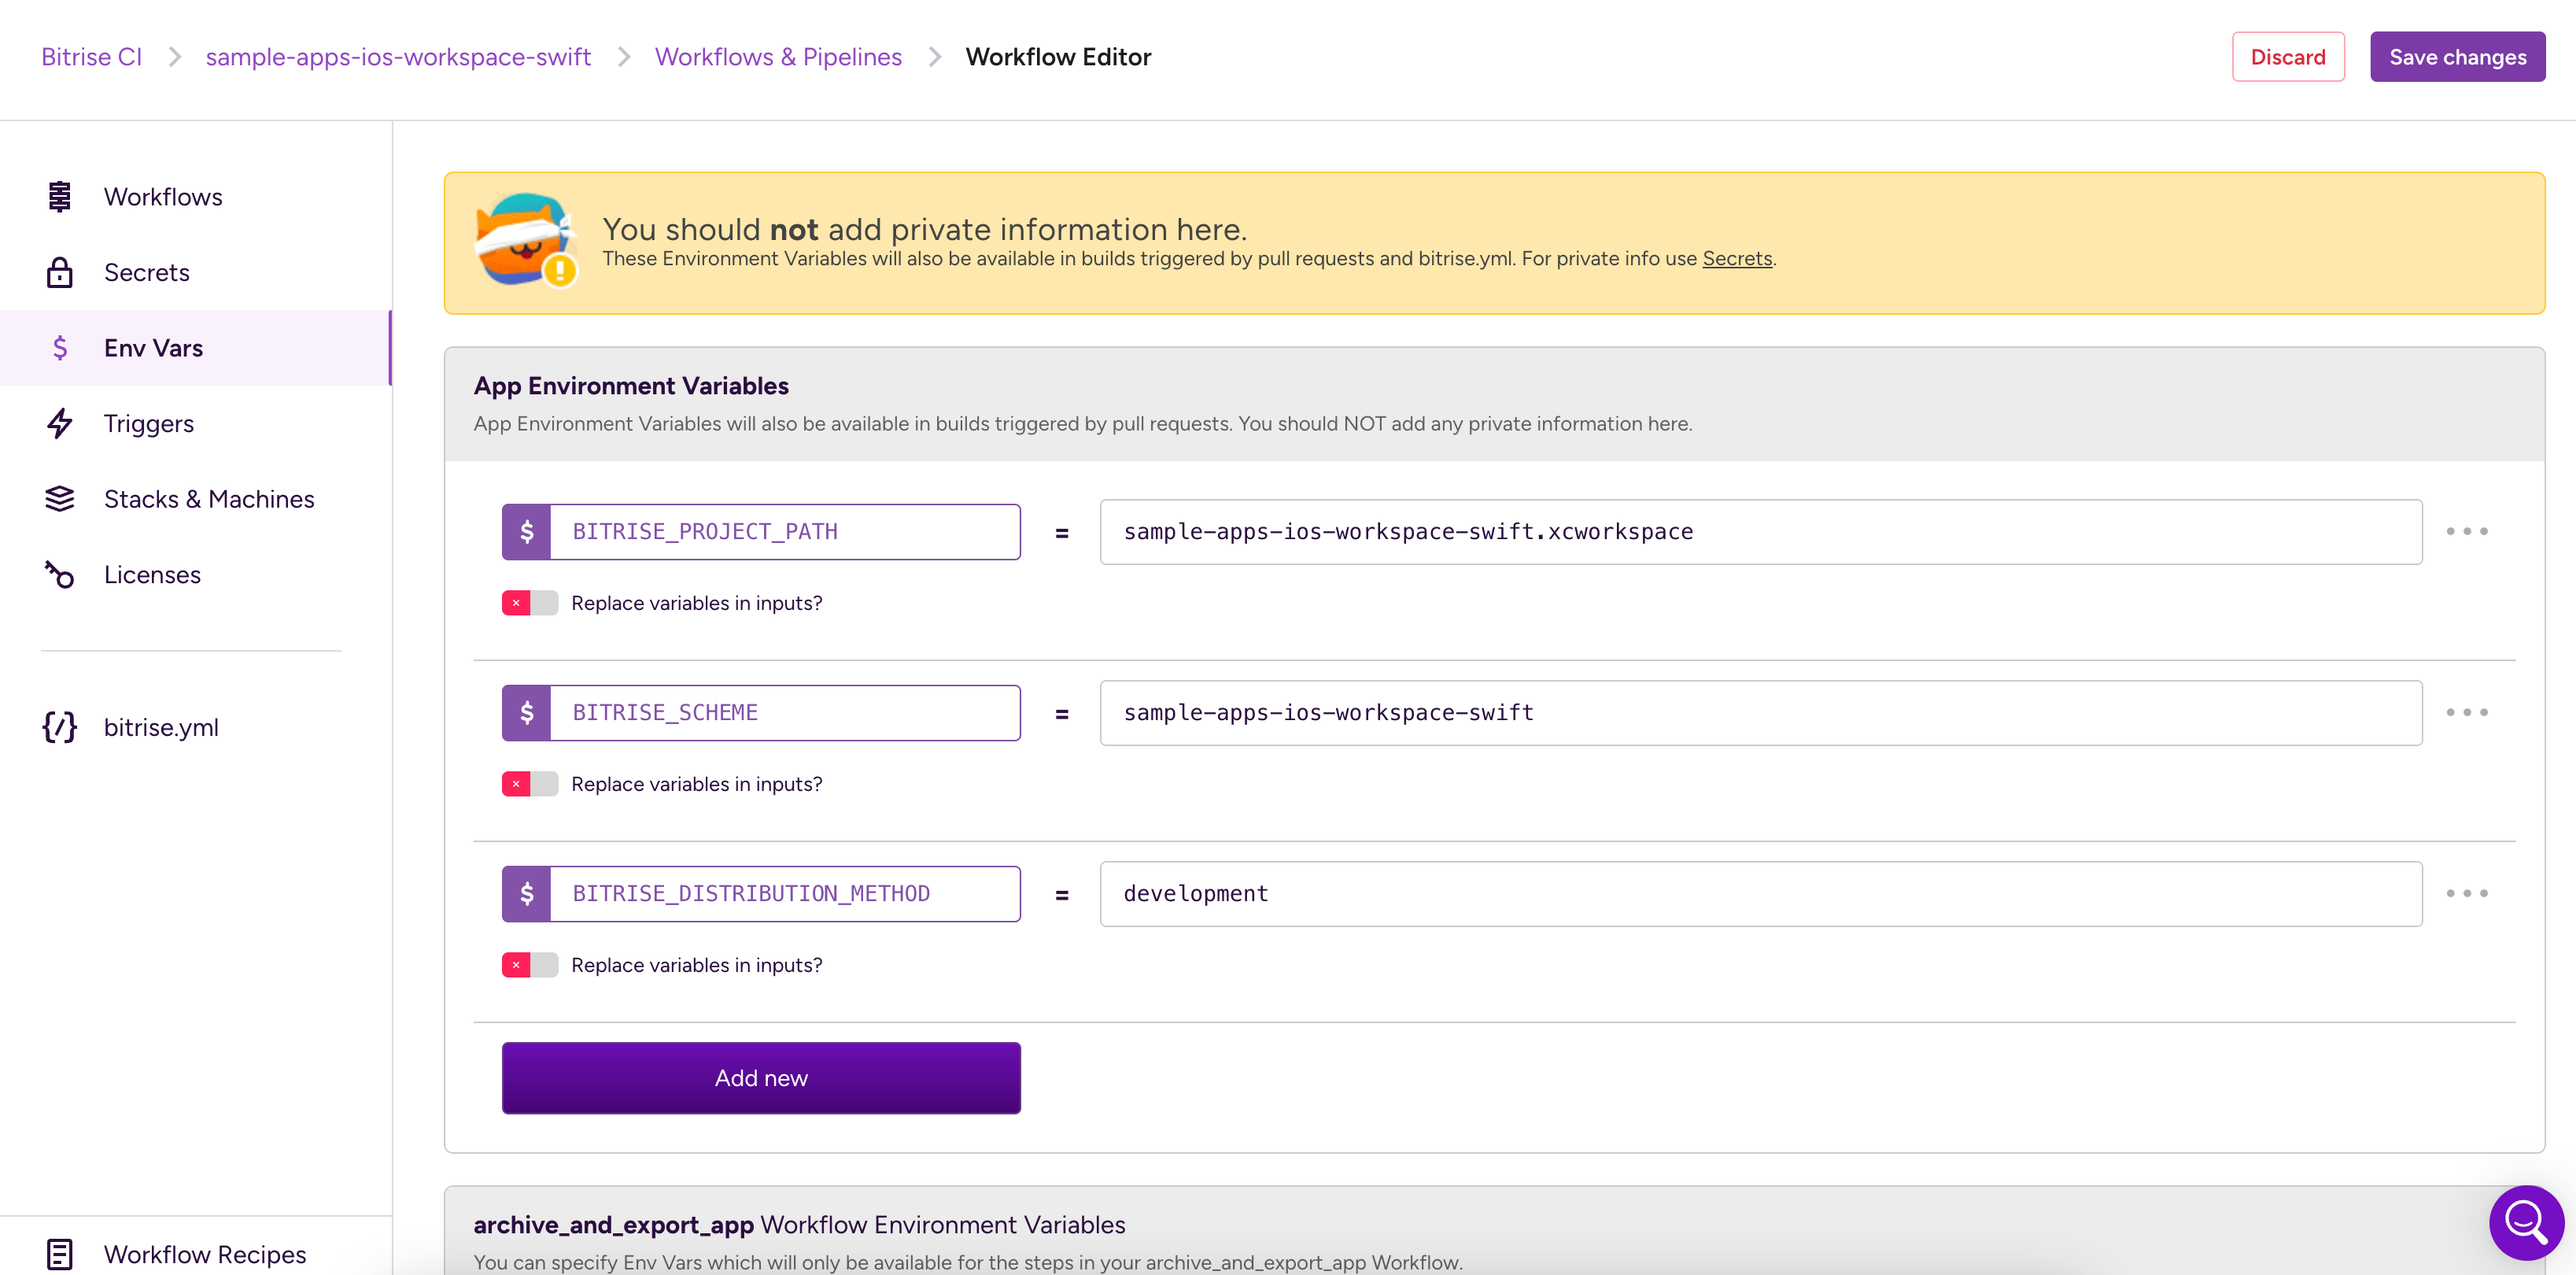 Bitrise CI
sample-apps-ios-workspace-swift
Workflows & Pipelines
Workflow Editor
Discard
Save changes
Workflows
Secrets
$ Env Vars
Triggers
Stacks & Machines
Licenses
{/} bitrise.yml
Workflow Recipes
You should not add private information here.
These Environment Variables will also be available in builds triggered by pull requests and bitrise.yml. For private info use Secrets.
App Environment Variables
App Environment Variables will also be available in builds triggered by pull requests. You should NOT add any private information here.
$ BITRISE_PROJECT_PATH = sample-apps-ios-workspace-swift.xcworkspace
Replace variables in inputs?
$ BITRISE_SCHEME = sample-apps-ios-workspace-swift
Replace variables in inputs?
$ BITRISE_DISTRIBUTION_METHOD = development
Replace variables in inputs?
Add new
archive_and_export_app Workflow Environment Variables
You can specify Env Vars which will only be available for the steps in your archive_and_export_app Workflow.